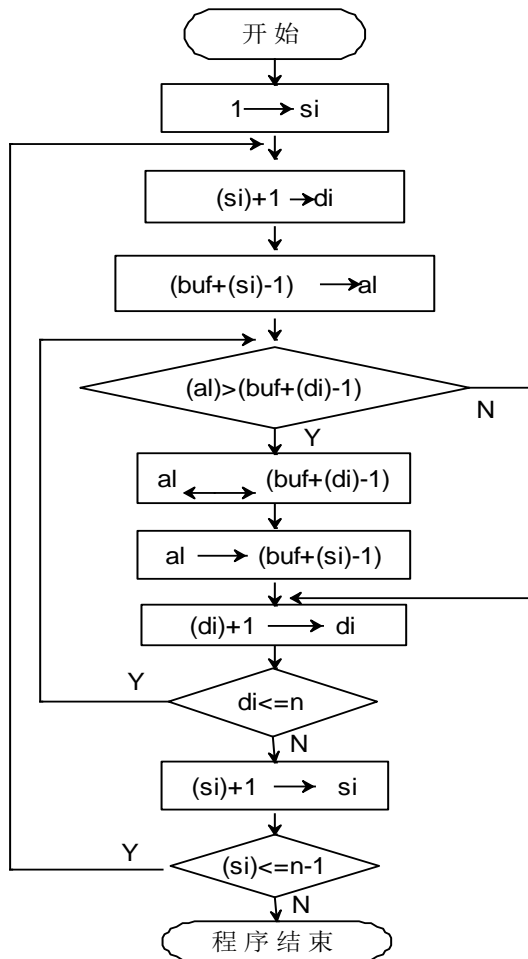 开始
1→si
(si)+1→di
(buf+(si)-1)→al
(al)>(buf+(di)-1)
N
Y
al↔(buf+(di)-1)
al→(buf+(si)-1)
(di)+1→di
Y
di<=n
N
(si)+1→si
Y
(si)<=n-1
N
程序结束